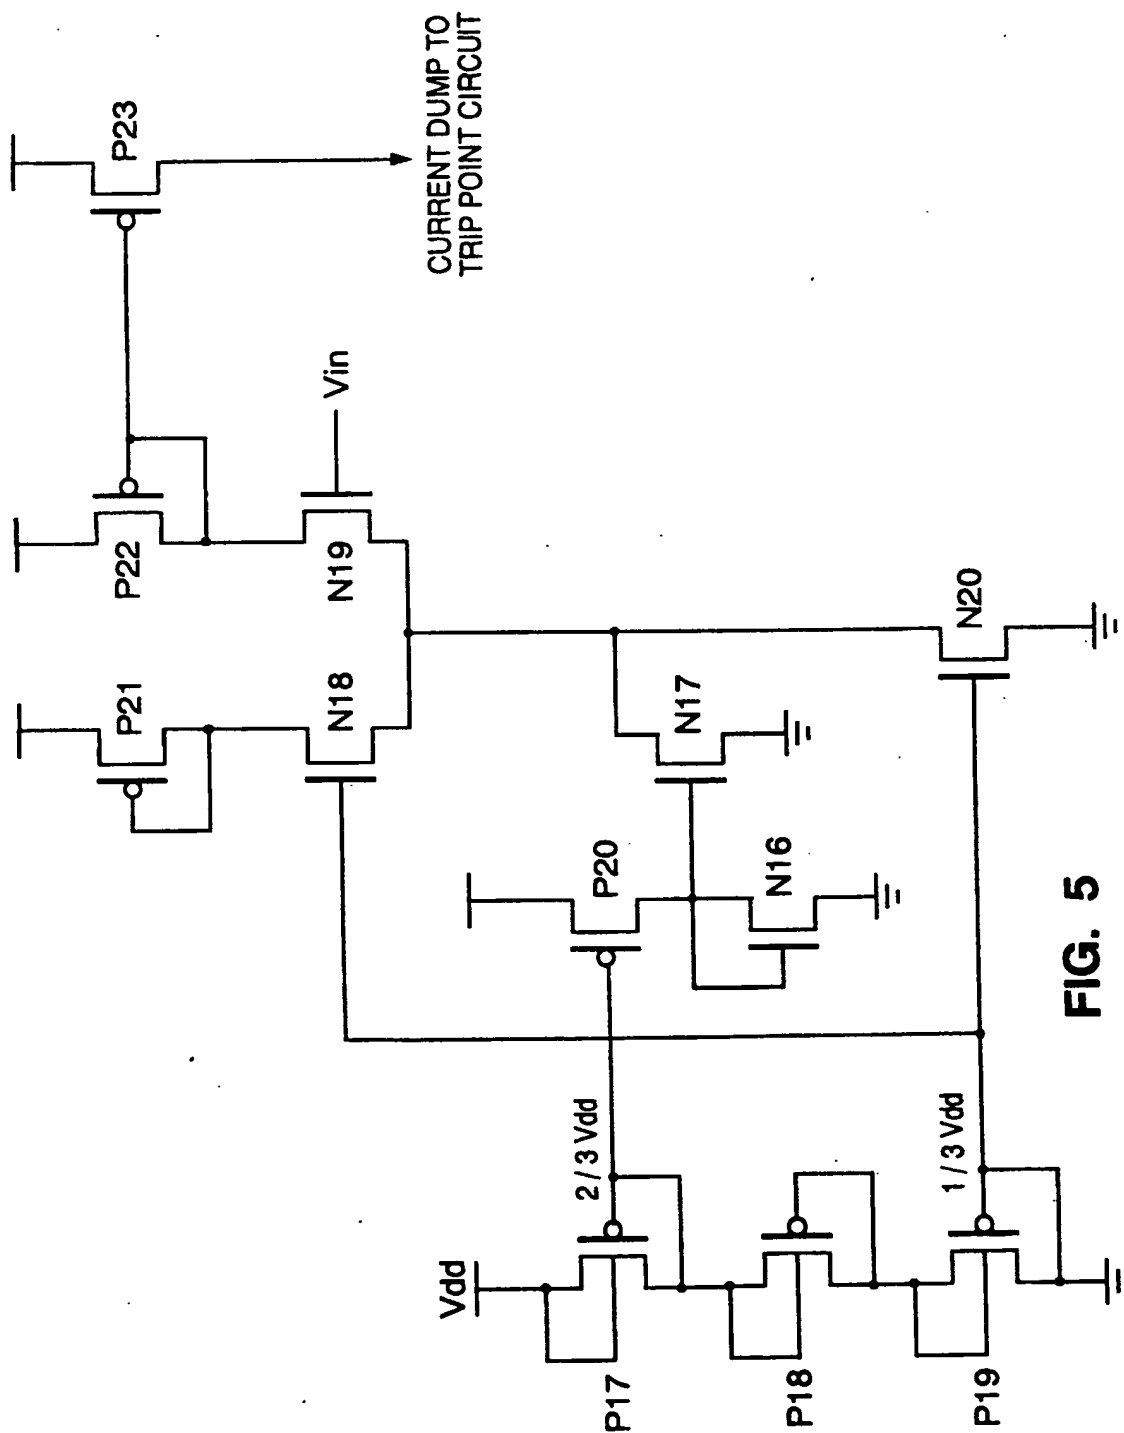 Vdd
P17
2 / 3 Vdd
P18
P19
1 / 3 Vdd
P20
N16
N17
N20
P21
N18
P22
N19
Vin
P23
CURRENT DUMP TO
TRIP POINT CIRCUIT
FIG. 5